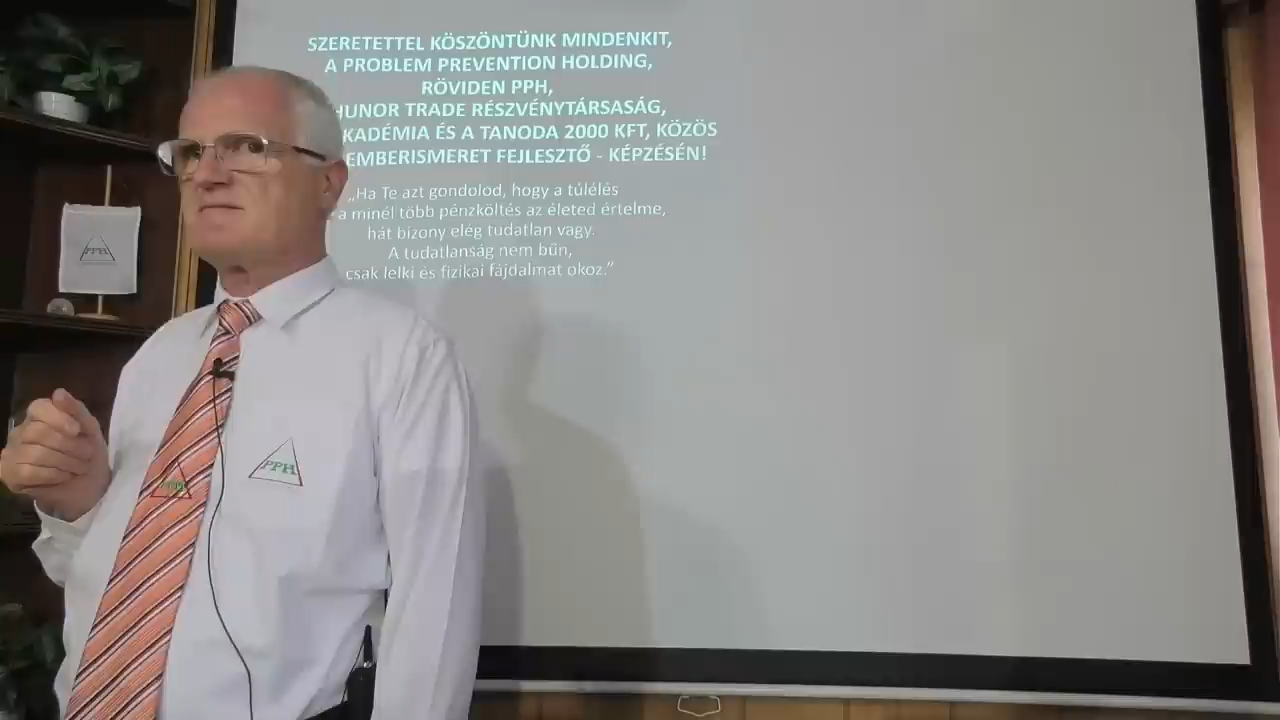 SZERETETTEL KÖSZÖNTÜNK MINDENKIT,
A PROBLEM PREVENTION HOLDING,
RÖVIDEN PPH,
HUNOR TRADE RÉSZVÉNYTÁRSASÁG,
KADÉMIA ÉS A TANODA 2000 KFT, KÖZÖS
EMBERISMERET FEJLESZTŐ - KÉPZÉSÉN!
„Ha Te azt gondolod, hogy a túlélés
a minél több pénzköltés az életed értelme,
hát bizony elég tudatlan vagy.
A tudatlanság nem bűn,
csak lelki és fizikai fájdalmat okoz.”
PPH
PPH
PPH